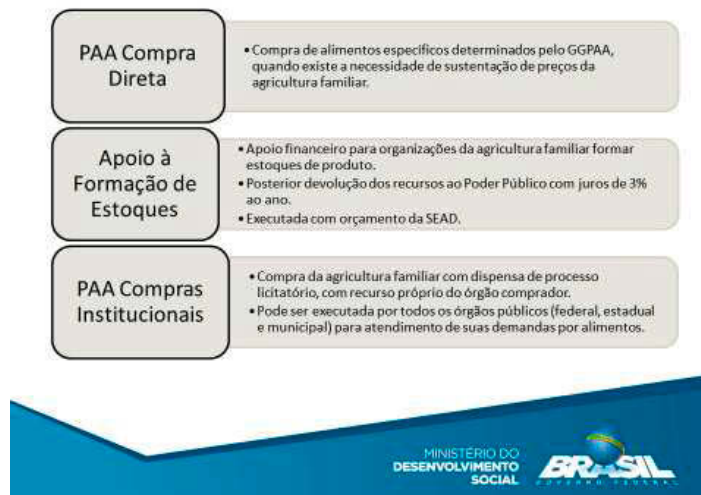 PAA Compra
Direta
• Compra de alimentos específicos determinados pelo GGPAA,
quando existe a necessidade de sustentação de preços da
agricultura familiar.
Apoio à
Formação de
Estoques
• Apoio financeiro para organizações da agricultura familiar formar
estoques de produto.
• Posterior devolução dos recursos ao Poder Público com juros de 3%
ao ano.
• Executada com orçamento da SEAD.
PAA Compras
Institucionais
• Compra da agricultura familiar com dispensa de processo
licitatório, com recurso próprio do órgão comprador.
• Pode ser executada por todos os órgãos públicos (federal, estadual
e municipal) para atendimento de suas demandas por alimentos.
MINISTÉRIO DO
DESENVOLVIMENTO
SOCIAL
BRASIL
GOVERNO FEDERAL